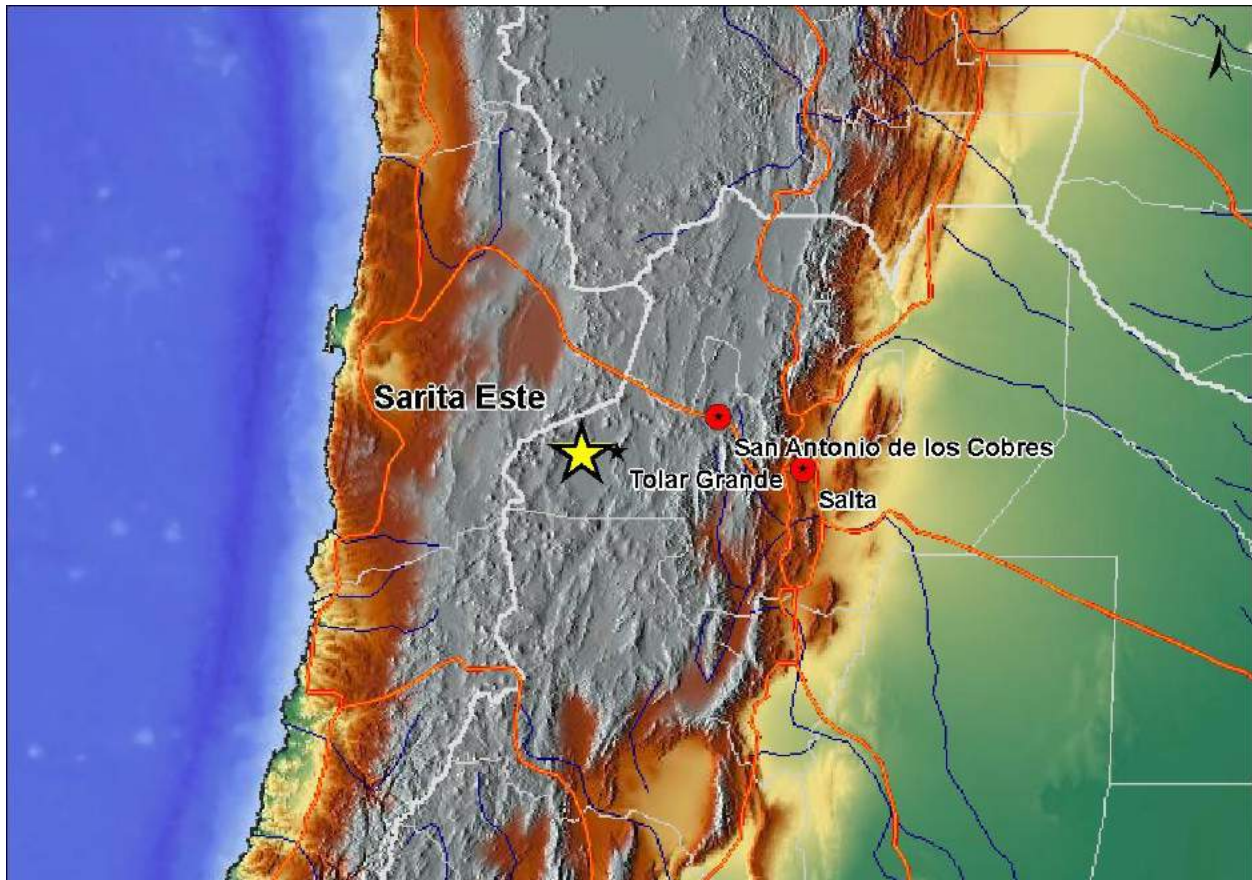 N
Sarita Este
San Antonio de los Cobres
Tolar Grande
Salta